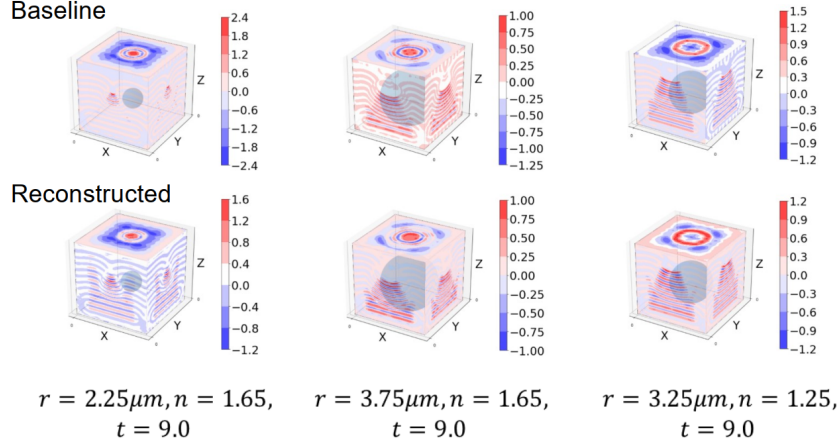 Baseline
2.4
1.8
1.2
0.6
0.0
−0.6
−1.2
−1.8
−2.4
X
Y
Z
1.00
0.75
0.50
0.25
0.00
−0.25
−0.50
−0.75
−1.00
−1.25
X
Y
Z
1.5
1.2
0.9
0.6
0.3
0.0
−0.3
−0.6
−0.9
−1.2
X
Y
Z
Reconstructed
1.6
1.2
0.8
0.4
0.0
−0.4
−0.8
−1.2
X
Y
Z
1.00
0.75
0.50
0.25
0.00
−0.25
−0.50
−0.75
−1.00
X
Y
Z
1.2
0.9
0.6
0.3
0.0
−0.3
−0.6
−0.9
−1.2
X
Y
Z
r = 2.25μm, n = 1.65,
t = 9.0
r = 3.75μm, n = 1.65,
t = 9.0
r = 3.25μm, n = 1.25,
t = 9.0